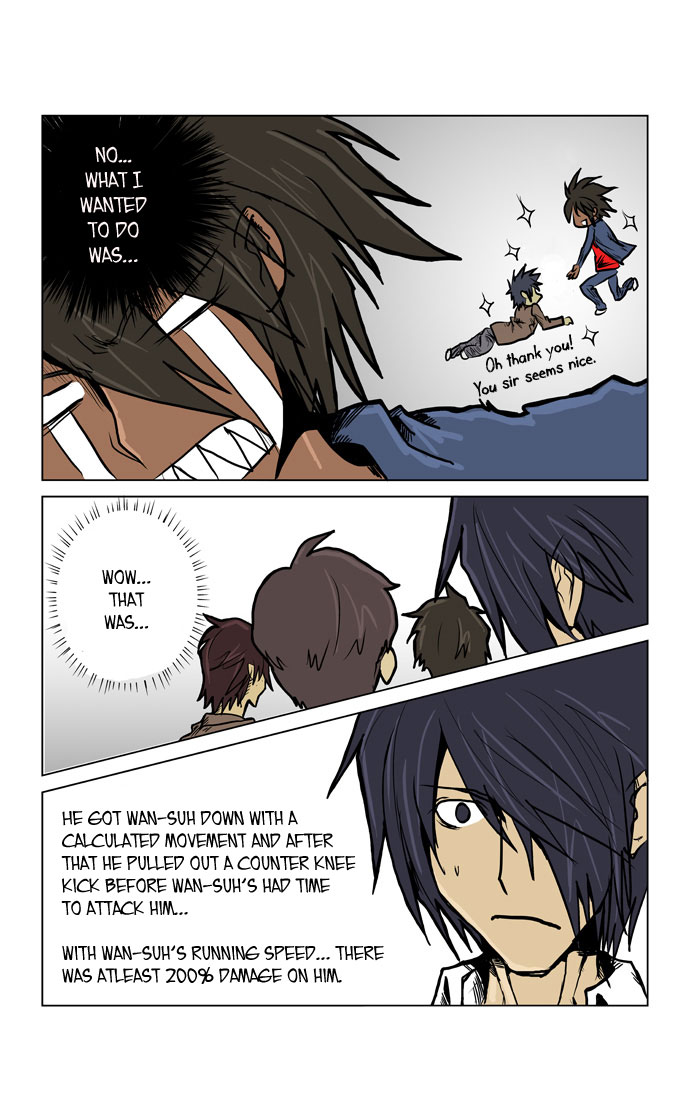 NO...
WHAT I
WANTED
TO DO
WAS...
Oh thank you!
You sir seems nice.
WOW...
THAT
WAS...
HE GOT WAN-SUH DOWN WITH A
CALCULATED MOVEMENT AND AFTER
THAT HE PULLED OUT A COUNTER KNEE
KICK BEFORE WAN-SUH'S HAD TIME
TO ATTACK HIM...
WITH WAN-SUH'S RUNNING SPEED... THERE
WAS ATLEAST 200% DAMAGE ON HIM.